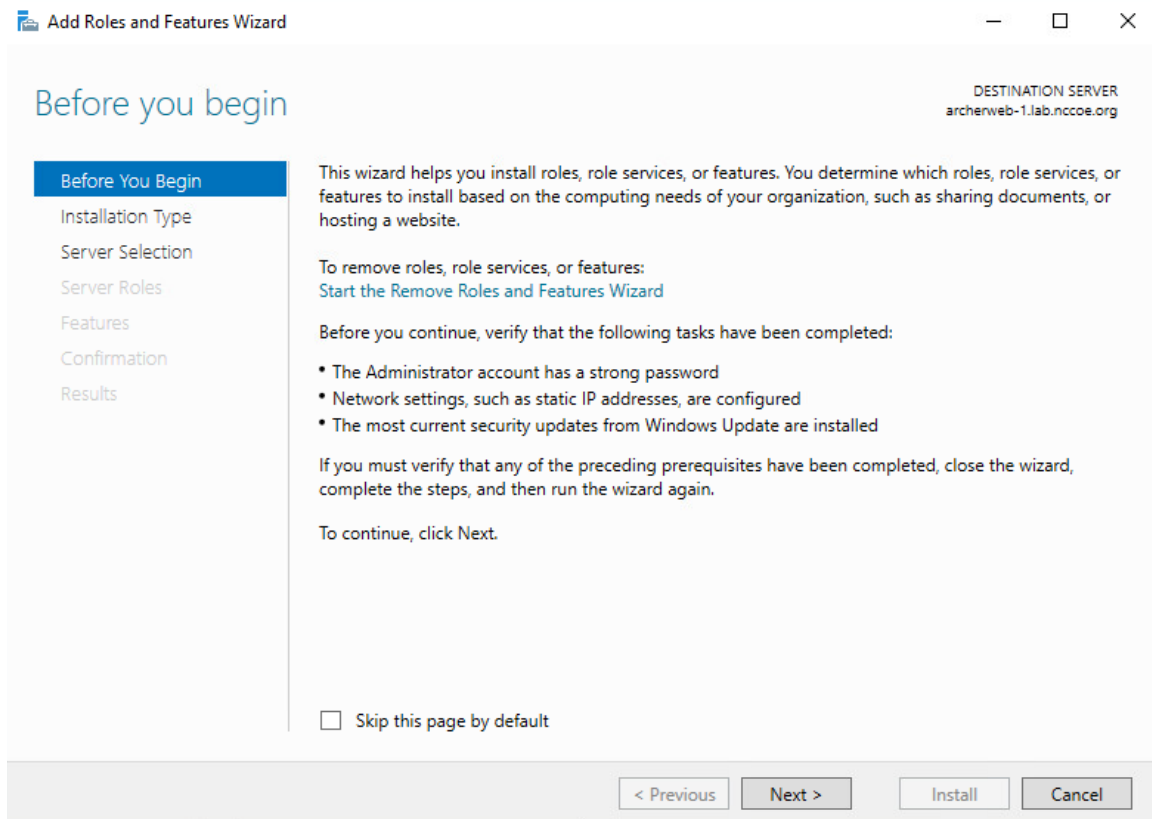 Add Roles and Features Wizard
Before you begin
DESTINATION SERVER
archerweb-1.lab.nccoe.org
Before You Begin
Installation Type
Server Selection
Server Roles
Features
Confirmation
Results
This wizard helps you install roles, role services, or features. You determine which roles, role services, or
features to install based on the computing needs of your organization, such as sharing documents, or
hosting a website.
To remove roles, role services, or features:
Start the Remove Roles and Features Wizard
Before you continue, verify that the following tasks have been completed:
• The Administrator account has a strong password
• Network settings, such as static IP addresses, are configured
• The most current security updates from Windows Update are installed
If you must verify that any of the preceding prerequisites have been completed, close the wizard,
complete the steps, and then run the wizard again.
To continue, click Next.
Skip this page by default
< Previous
Next >
Install
Cancel